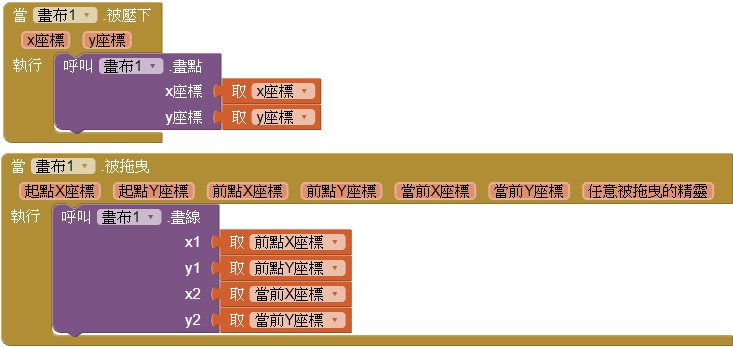 當 畫布1 .被壓下
x座標 y座標
執行 呼叫 畫布1 .畫點
x座標 取 x座標
y座標 取 y座標
當 畫布1 .被拖曳
起點X座標 起點Y座標 前點X座標 前點Y座標 當前X座標 當前Y座標 任意被拖曳的精靈
執行 呼叫 畫布1 .畫線
x1 取 前點X座標
y1 取 前點Y座標
x2 取 當前X座標
y2 取 當前Y座標